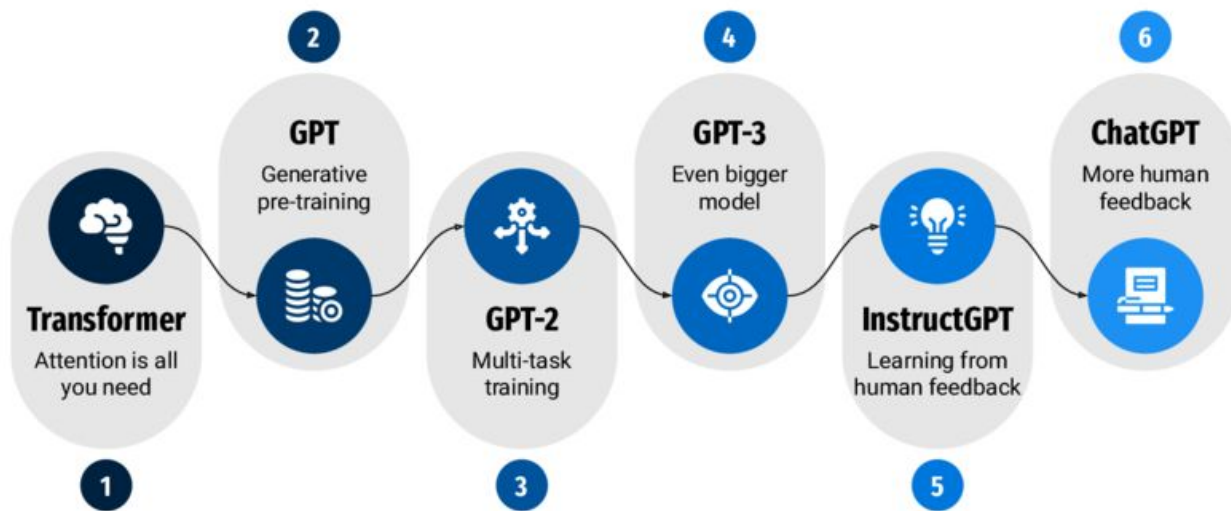 1
Transformer
Attention is all
you need
2
GPT
Generative
pre-training
3
GPT-2
Multi-task
training
4
GPT-3
Even bigger
model
5
InstructGPT
Learning from
human feedback
6
ChatGPT
More human
feedback